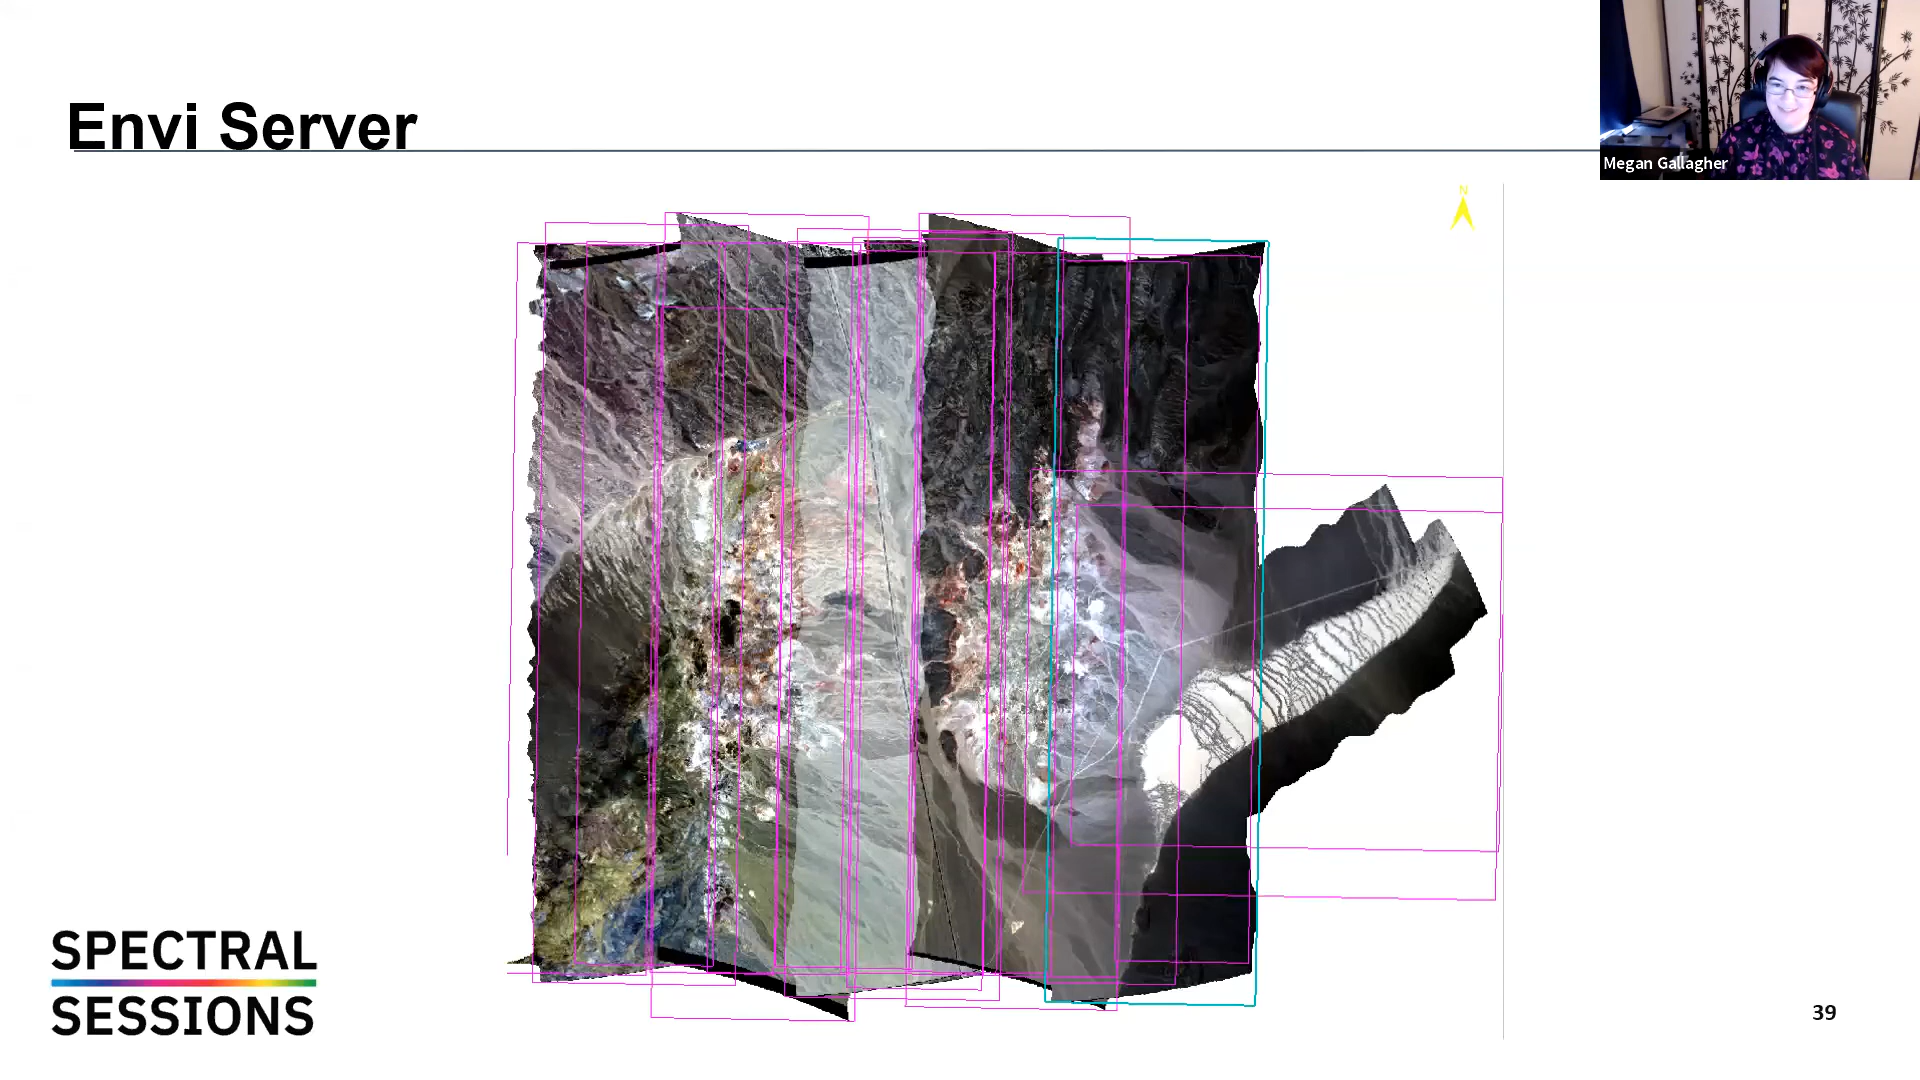 Envi Server
Megan Gallagher
N
SPECTRAL
SESSIONS
39